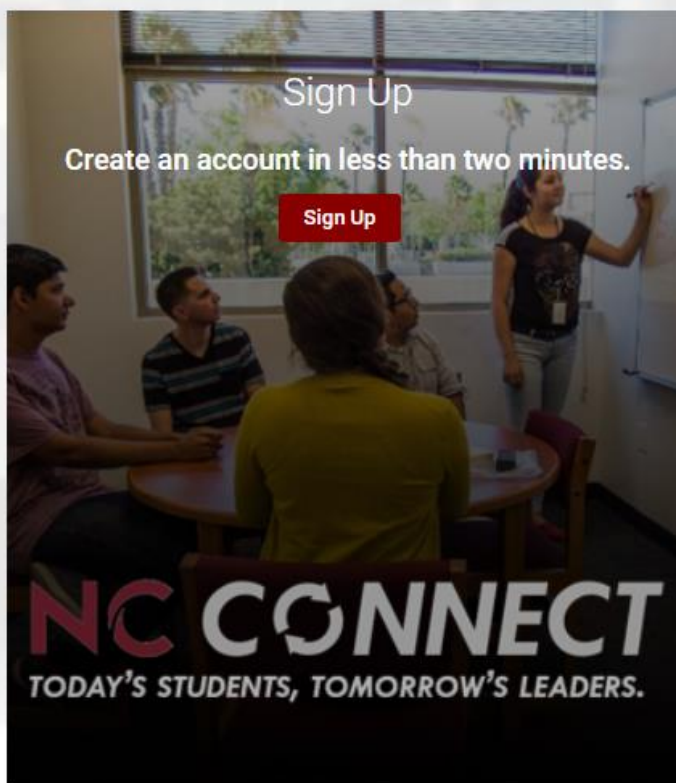 Sign Up
Create an account in less than two minutes.
Sign Up
NC CONNECT
TODAY'S STUDENTS, TOMORROW'S LEADERS.